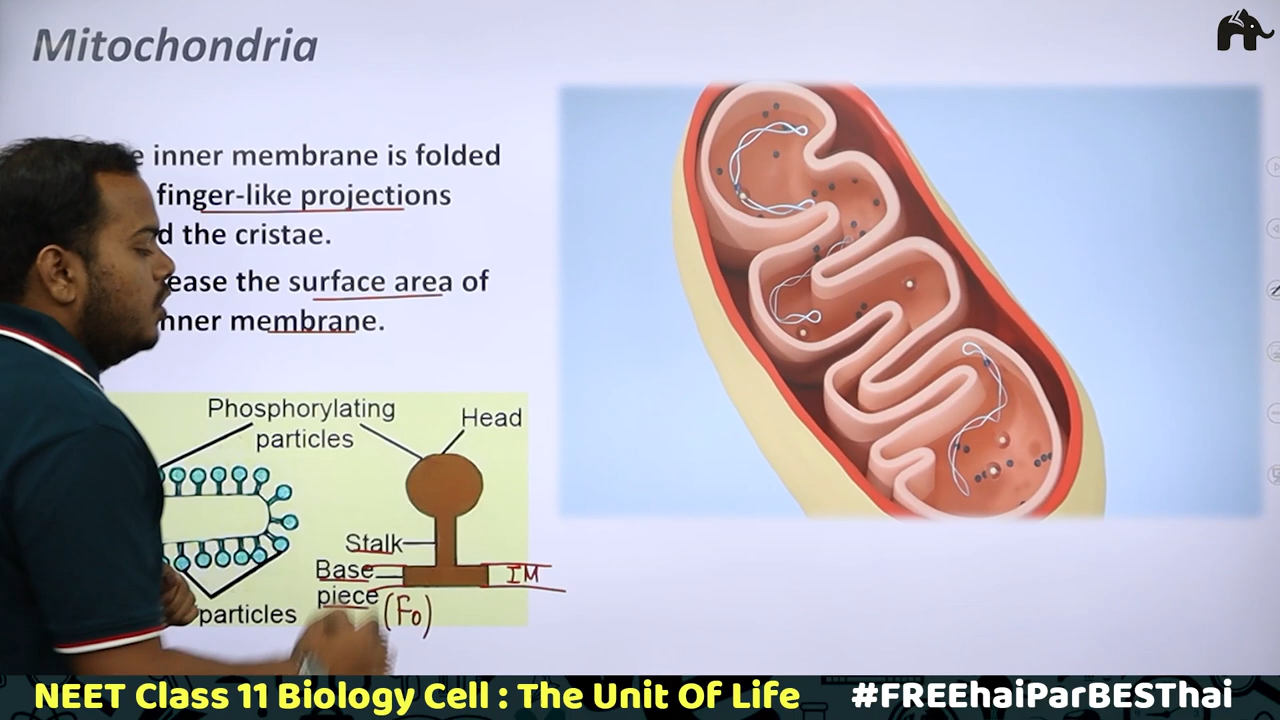 Mitochondria
e inner membrane is folded
finger-like projections
d the cristae.
ease the surface area of
nner membrane.
Phosphorylating
particles
Head
Stalk
Base
piece
IM
(F₀)
particles
NEET Class 11 Biology Cell : The Unit Of Life #FREEhaiParBESThai